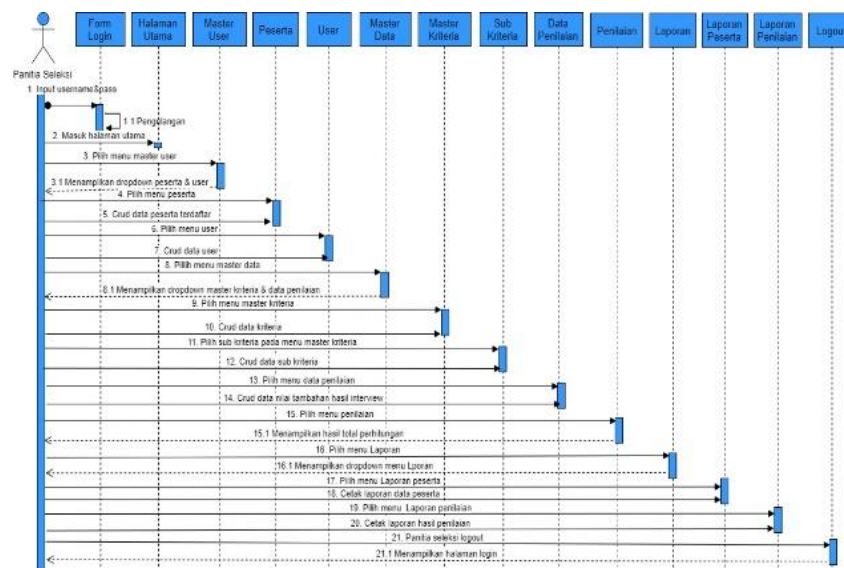 Form
Login
Halaman
Utama
Master
User
Peserta
User
Master
Data
Master
Kriteria
Sub
Kriteria
Data
Penilaian
Penilaian
Laporan
Laporan
Peserta
Laporan
Penilaian
Logout
Panitia Seleksi
1. Input username&pass
1.1 Pengulangan
2. Masuk halaman utama
3. Pilih menu master user
3.1 Menampilkan dropdown peserta & user
4. Pilih menu peserta
5. Crud data peserta terdaftar
6. Pilih menu user
7. Crud data user
8. Pilih menu master data
8.1 Menampilkan dropdown master kriteria & data penilaian
9. Pilih menu master kriteria
10. Crud data kriteria
11. Pilih sub kriteria pada menu master kriteria
12. Crud data sub kriteria
13. Pilih menu data penilaian
14. Crud data nilai tambahan hasil interview
15. Pilih menu penilaian
15.1 Menampilkan hasil total perhitungan
16. Pilih menu Laporan
16.1 Menampilkan dropdown menu Lporan
17. Pilih menu Laporan peserta
18. Cetak laporan data peserta
19. Pilih menu Laporan penilaian
20. Cetak laporan hasil penilaian
21. Panitia seleksi logout
21.1 Menampilkan halaman login